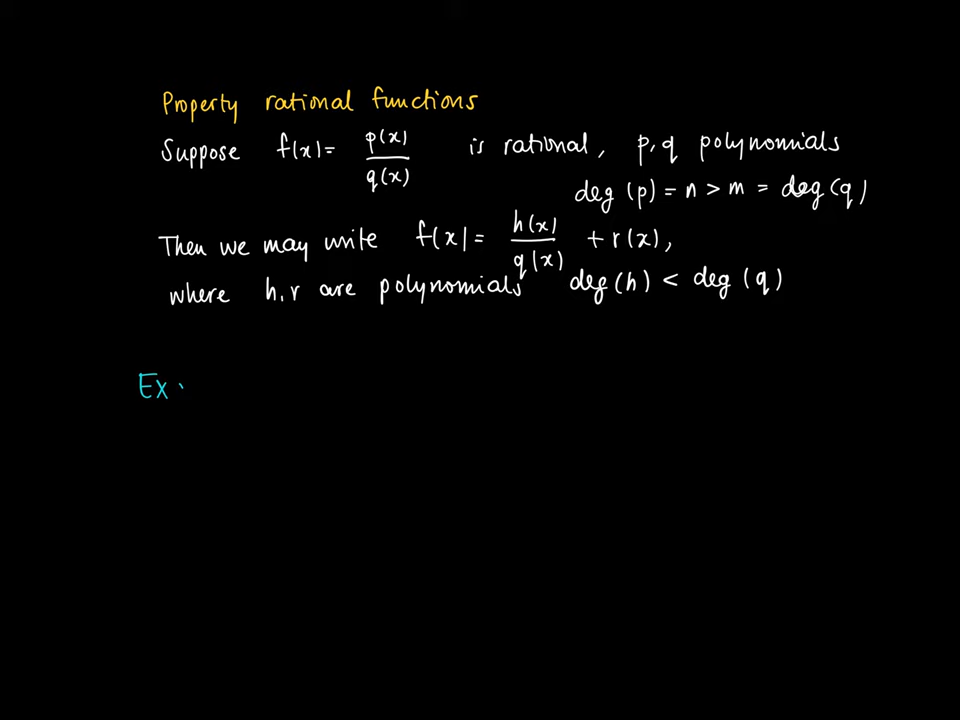 Property rational functions
Suppose f(x) = p(x)/q(x) is rational, p, q polynomials
deg (p) = n > m = deg (q)
Then we may write f(x) = h(x)/q(x) + r(x),
where h, r are polynomials deg (h) < deg (q)
Ex.